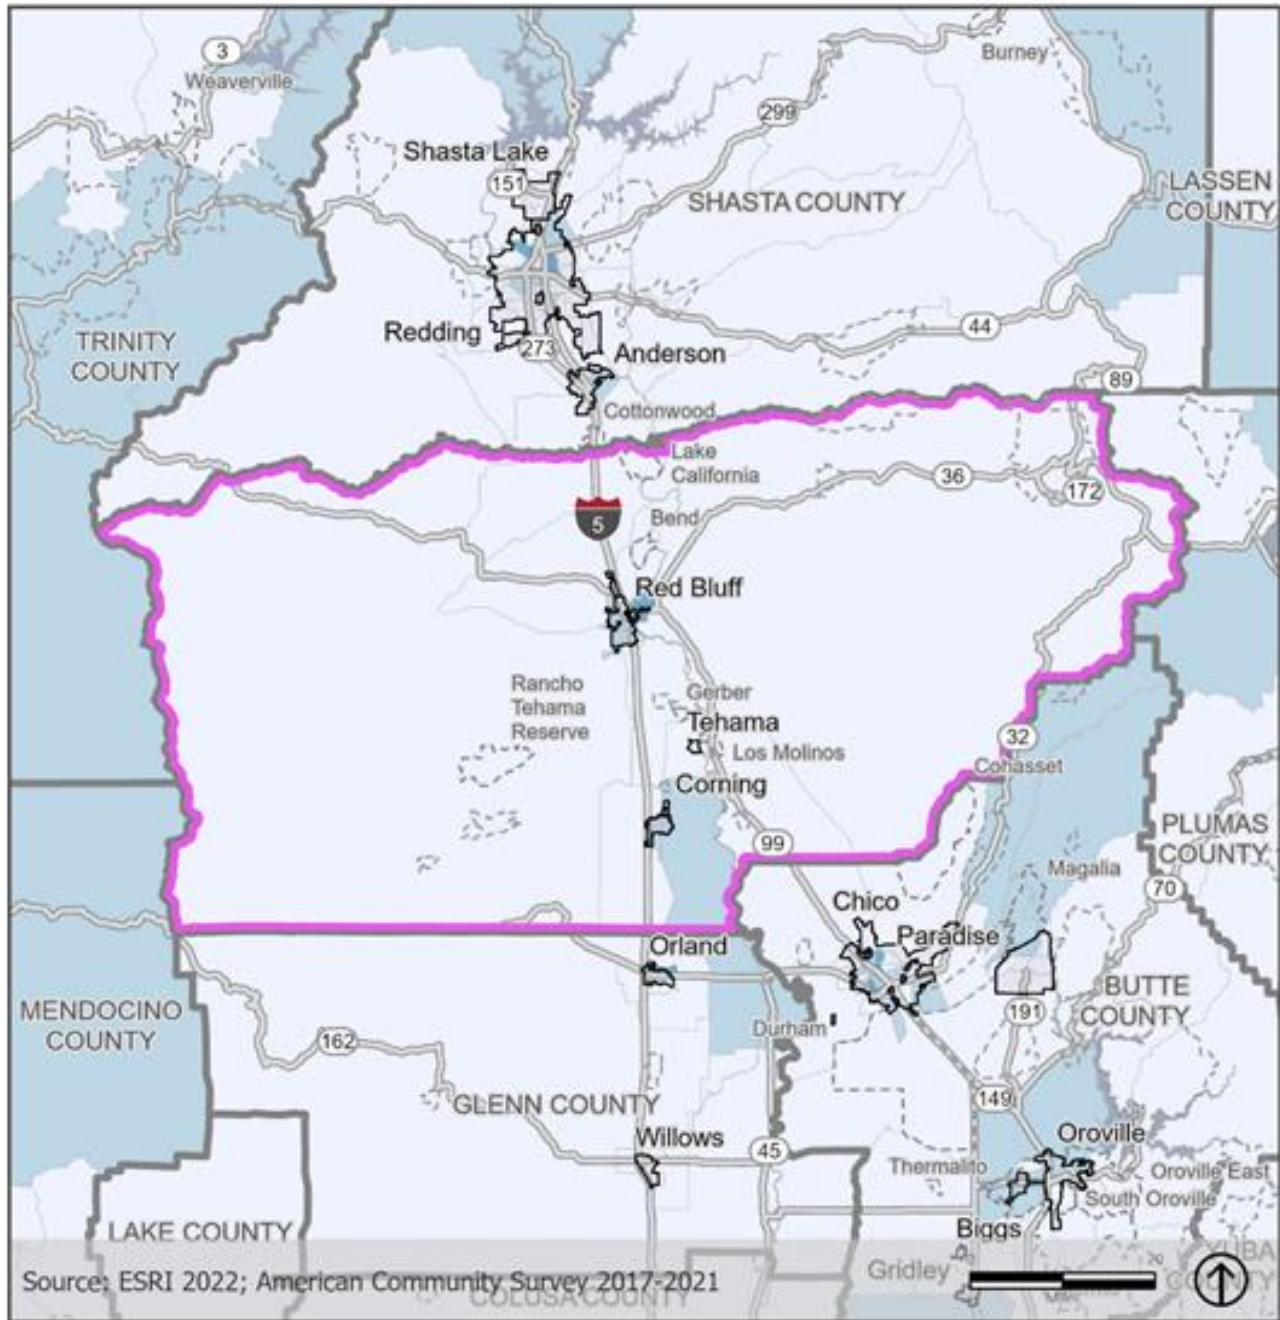 3
Weaverville
Burney
299
Shasta Lake
151
SHASTA COUNTY
LASSEN
COUNTY
TRINITY
COUNTY
Redding
273
44
Anderson
89
Cottonwood
Lake
California
36
172
5
Bend
Red Bluff
Rancho
Tehama
Reserve
Gerber
Tehama
Los Molinos
32
Cohasset
Corning
99
PLUMAS
COUNTY
Magalia
70
Chico
Paradise
Orland
MENDOCINO
COUNTY
BUTTE
COUNTY
191
Durham
162
149
GLENN COUNTY
Willows
45
Oroville
Thermalito
Oroville East
South Oroville
Biggs
LAKE COUNTY
YUBA
COUNTY
Gridley
Source: ESRI 2022; American Community Survey 2017-2021
COLUSA COUNTY